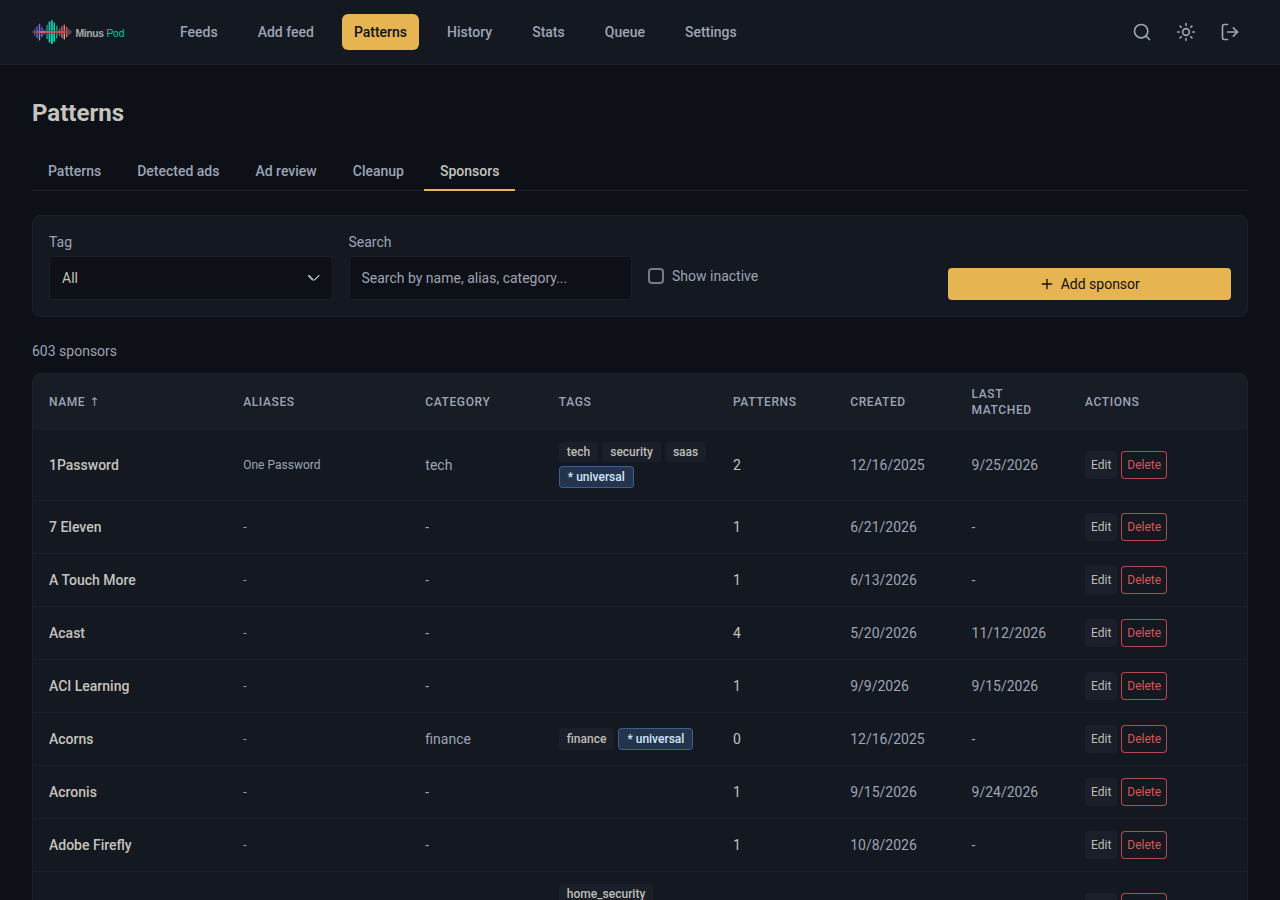 Minus Pod Feeds Add feed Patterns History Stats Queue Settings
Patterns
Patterns Detected ads Ad review Cleanup Sponsors
Tag Search
All Search by name, alias, category... Show inactive + Add sponsor
603 sponsors
NAME ↑ ALIASES CATEGORY TAGS PATTERNS CREATED LAST MATCHED ACTIONS
1Password One Password tech tech security saas * universal 2 12/16/2025 9/25/2026 Edit Delete
7 Eleven - - 1 6/21/2026 - Edit Delete
A Touch More - - 1 6/13/2026 - Edit Delete
Acast - - 4 5/20/2026 11/12/2026 Edit Delete
ACI Learning - - 1 9/9/2026 9/15/2026 Edit Delete
Acorns - finance finance * universal 0 12/16/2025 - Edit Delete
Acronis - - 1 9/15/2026 9/24/2026 Edit Delete
Adobe Firefly - - 1 10/8/2026 - Edit Delete
home_security